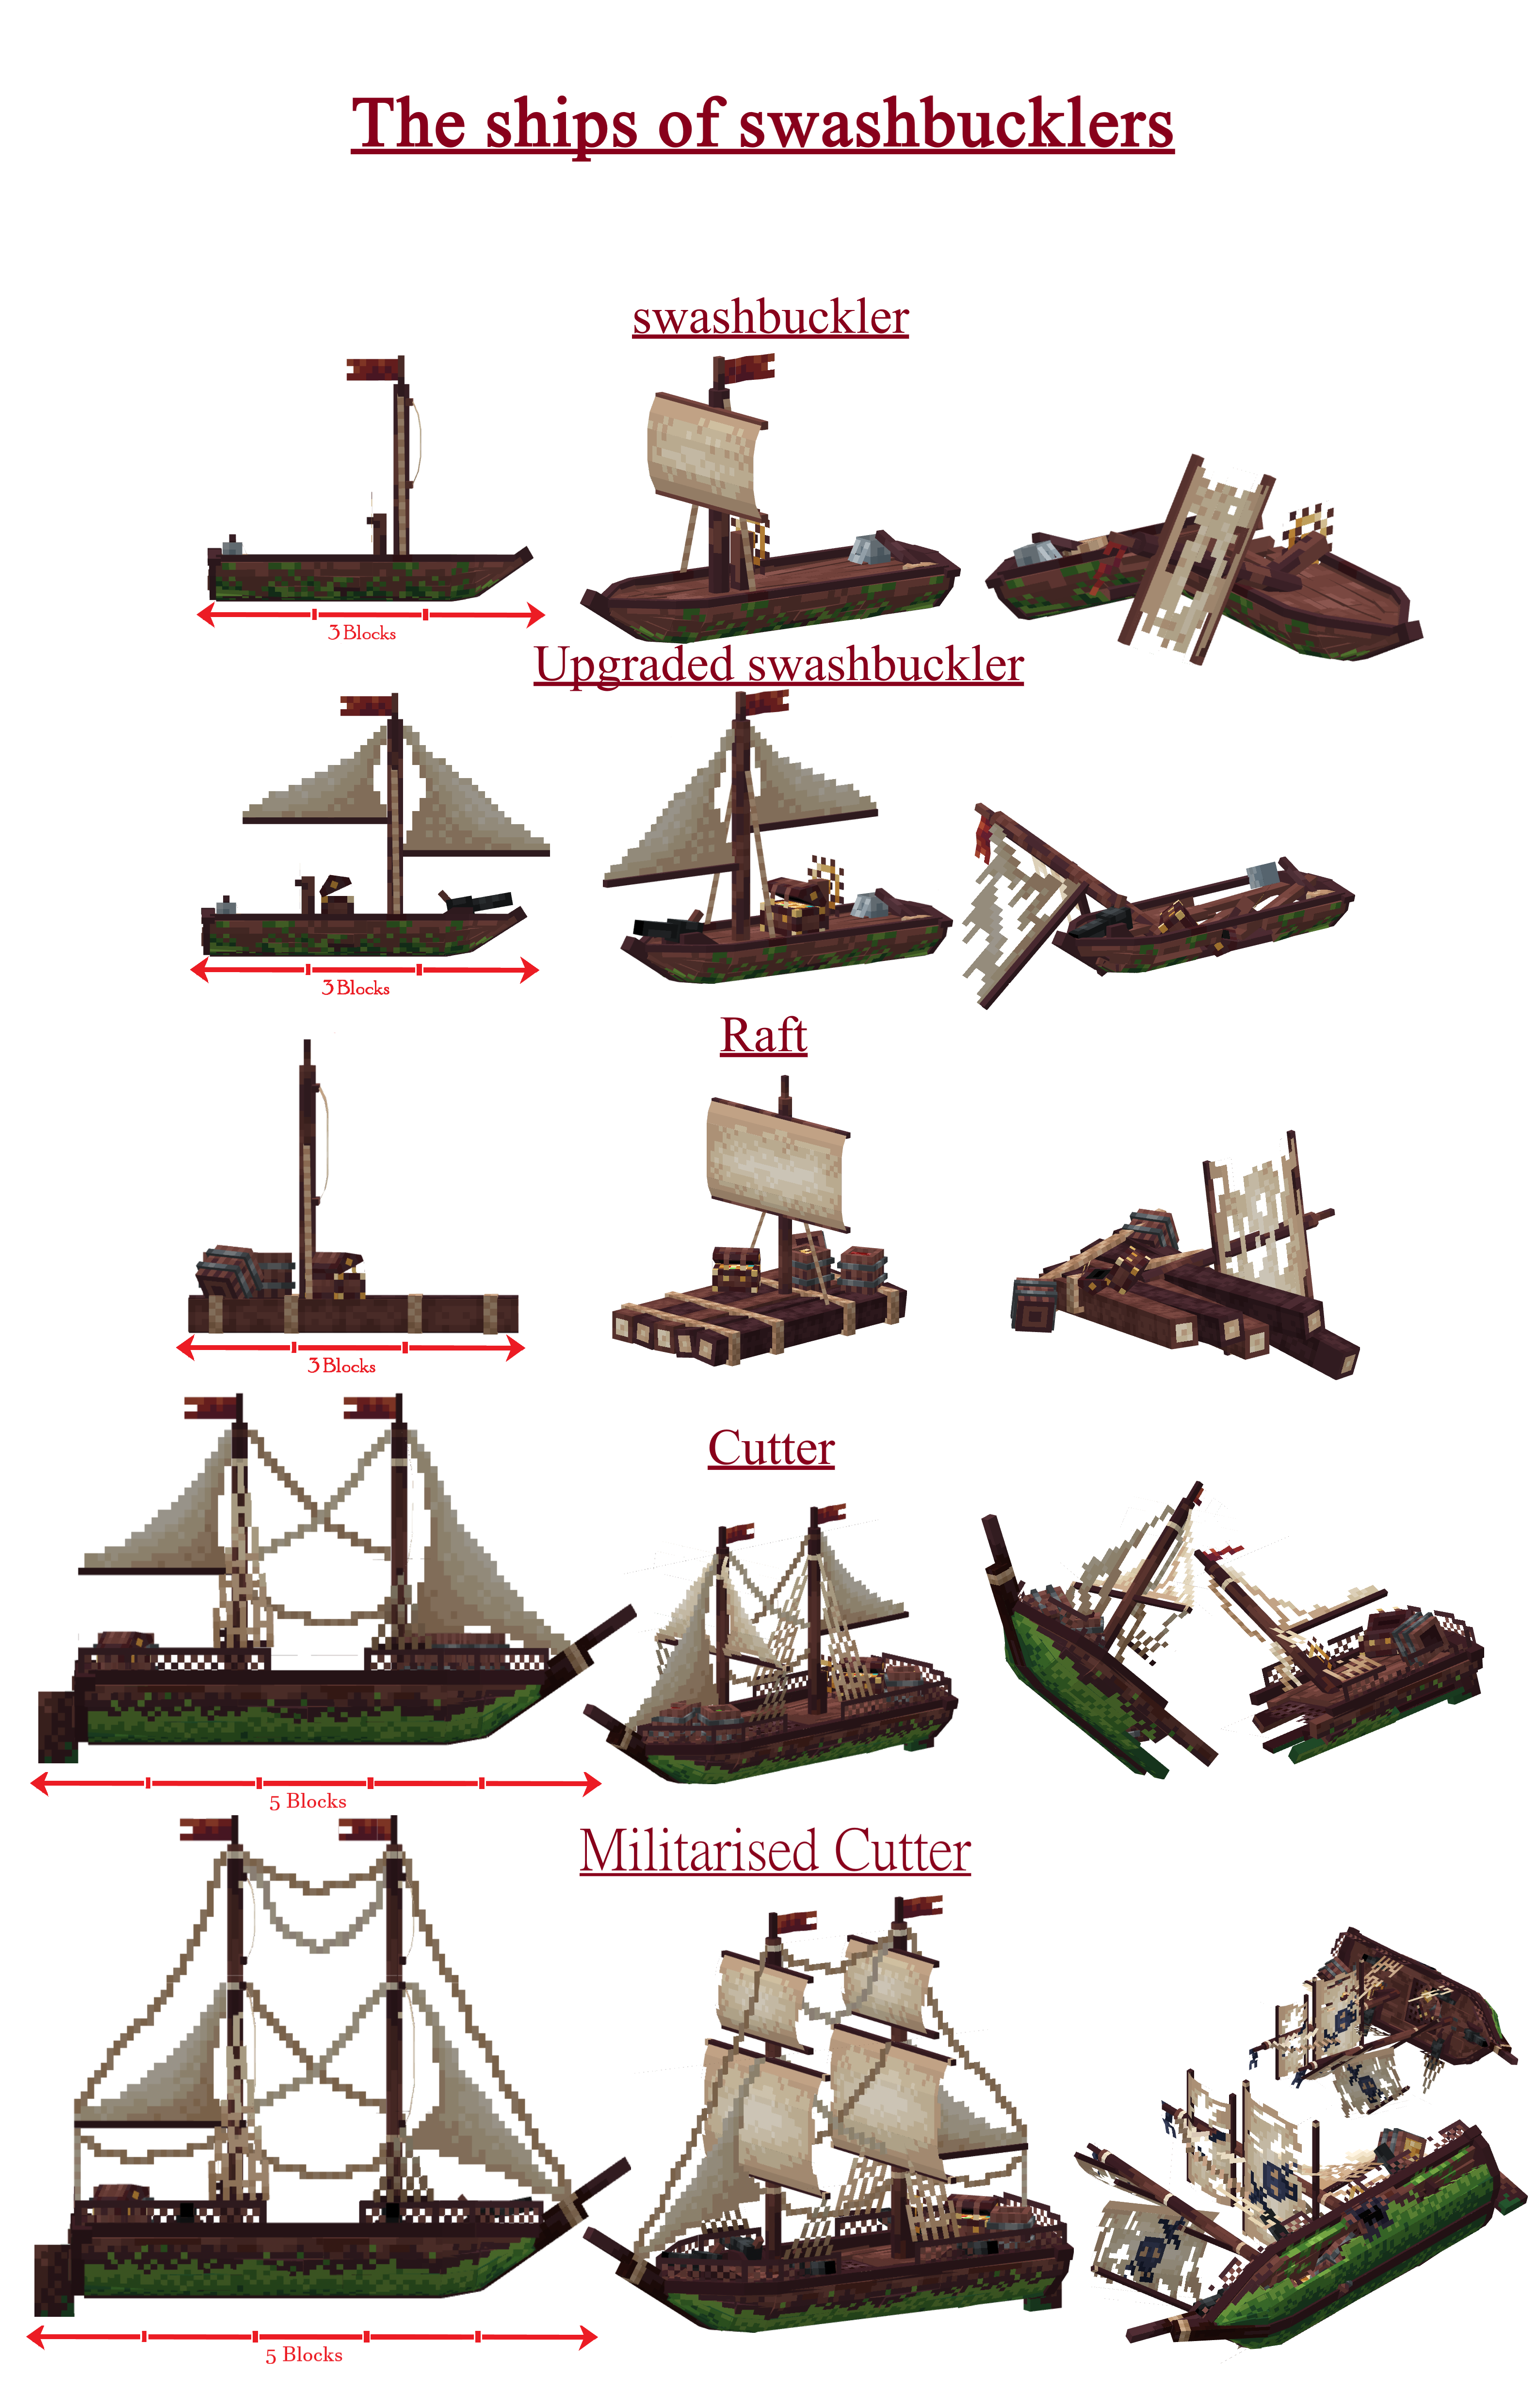 The ships of swashbucklers
swashbuckler
3 Blocks
Upgraded swashbuckler
3 Blocks
Raft
3 Blocks
Cutter
5 Blocks
Militarised Cutter
5 Blocks